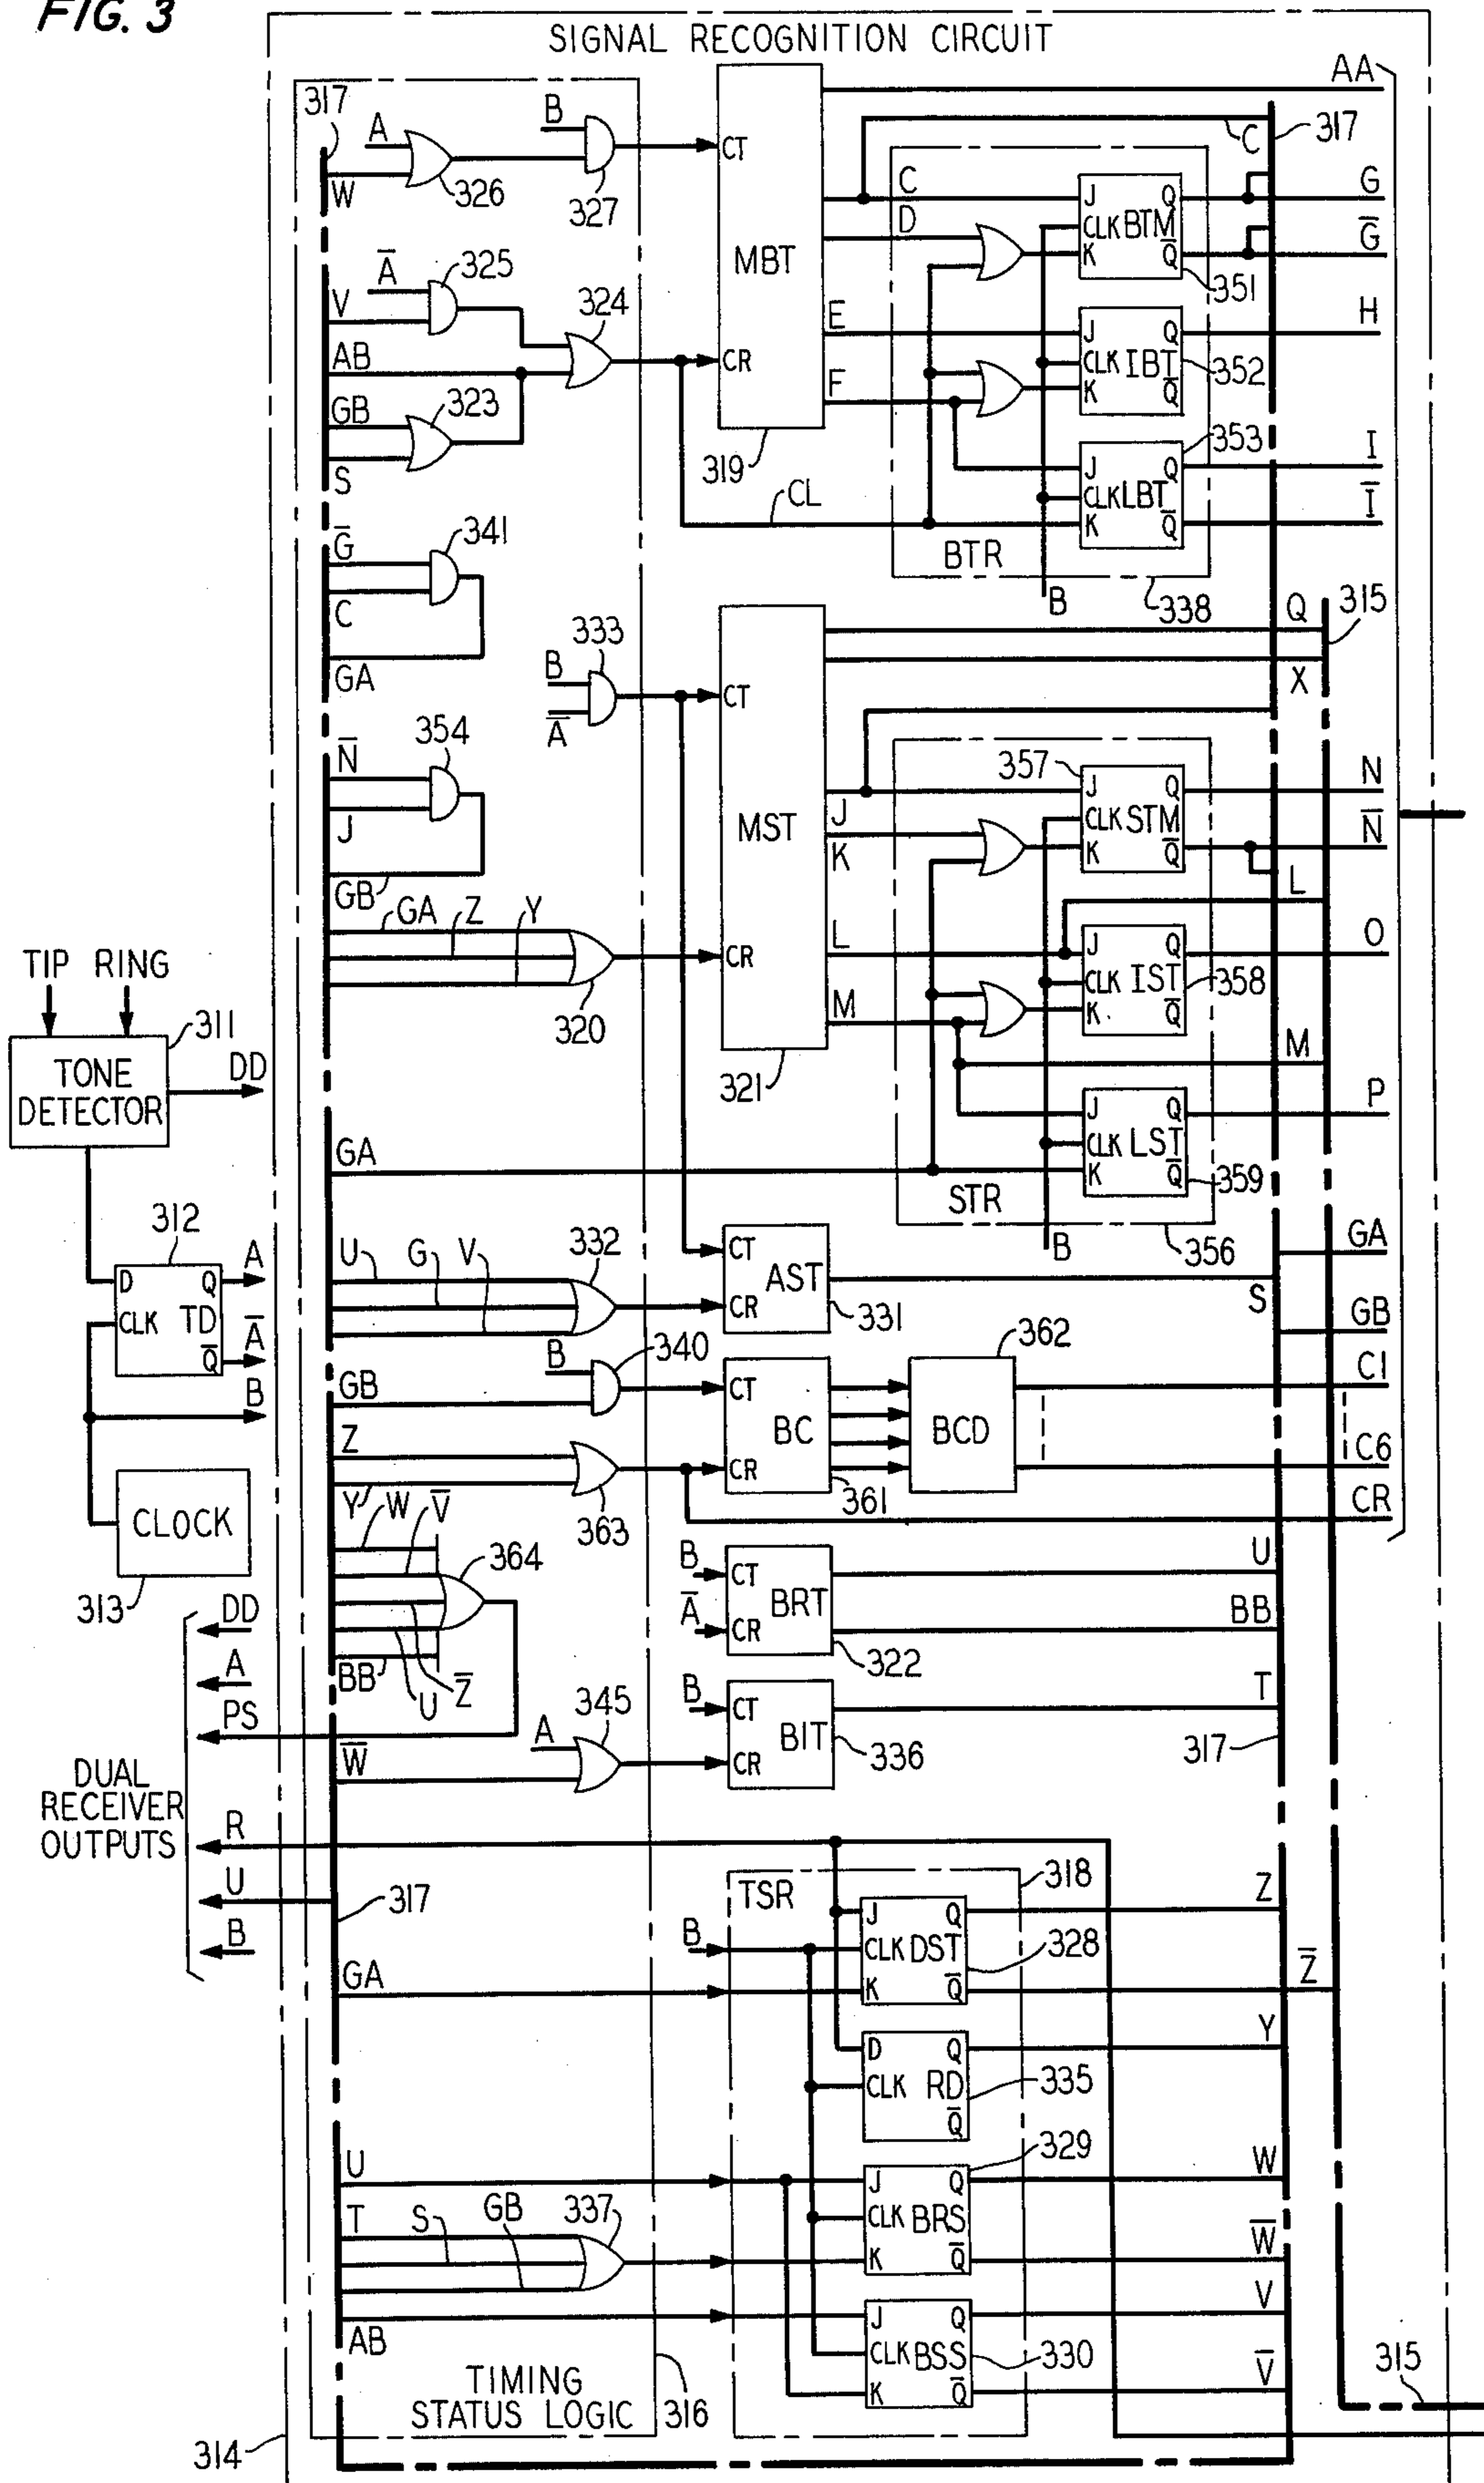 FIG. 3
SIGNAL RECOGNITION CIRCUIT
317
A
W
326
B
327
CT
MBT
CR
319
AA
C
317
C
D
J Q
CLK BTM
K Q̅
351
G
G̅
A̅
325
V
324
AB
GB
323
S
E
F
J Q
CLK IBT
K Q̅
352
H
353
J Q
CLK LBT
K Q̅
I
I̅
CL
BTR
B
338
G̅
341
C
GA
333
B
A̅
CT
MST
CR
321
Q
315
X
N̅
354
J
GB
J
K
357
J Q
CLK STM
K Q̅
N
N̅
L
GA
Z
Y
320
L
J Q
CLK IST
K Q̅
358
O
M
M
J Q
CLK LST
K Q̅
359
P
GA
STR
B
356
TIP RING
311
TONE
DETECTOR
DD
312
D Q
CLK TD
Q̅
A
A̅
B
CLOCK
313
U
G
V
332
CT
AST
CR
331
S
GA
GB
B
340
GB
CT
BC
CR
361
362
BCD
C1
C6
Z
Y
363
CR
W
V̅
364
BB
U
Z̅
B
CT
BRT
A̅
CR
322
U
BB
DD
A
PS
B
CT
BIT
CR
336
T
317
A
345
W̅
DUAL
RECEIVER
OUTPUTS
R
U
B
317
TSR
318
B
J Q
CLK DST
K Q̅
328
Z
Z̅
GA
D Q
CLK RD
Q̅
335
Y
U
J Q
CLK BRS
K Q̅
329
W
W̅
T
S
GB
337
AB
J Q
CLK BSS
K Q̅
330
V
V̅
315
TIMING
STATUS LOGIC
316
314